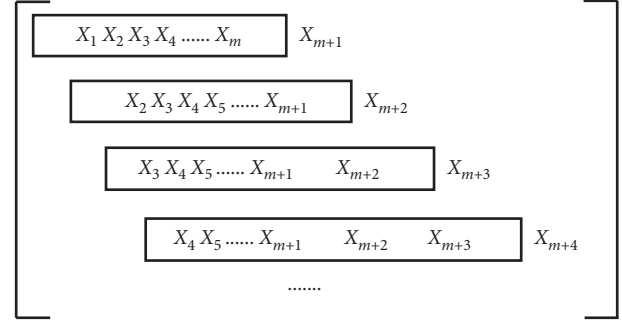 X₁ X₂ X₃ X₄ ...... Xₘ Xₘ₊₁
X₂ X₃ X₄ X₅ ...... Xₘ₊₁ Xₘ₊₂
X₃ X₄ X₅ ...... Xₘ₊₁ Xₘ₊₂ Xₘ₊₃
X₄ X₅ ...... Xₘ₊₁ Xₘ₊₂ Xₘ₊₃ Xₘ₊₄
.......